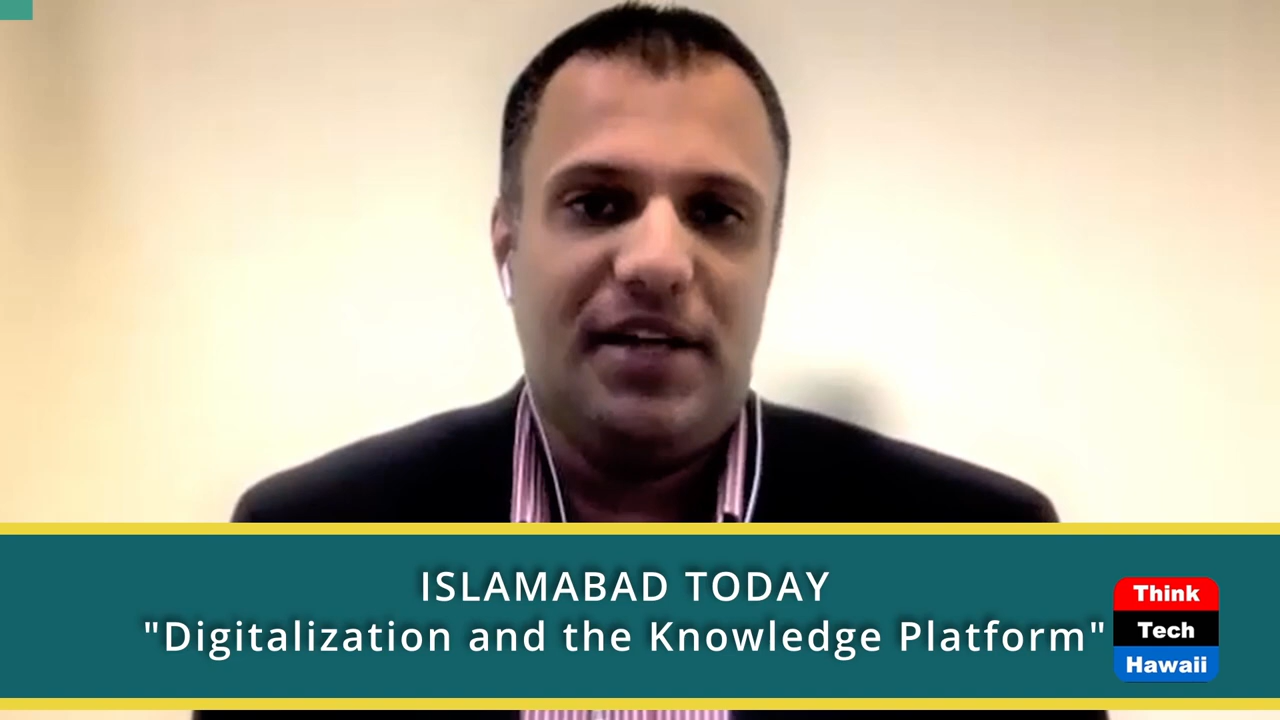 ISLAMABAD TODAY
"Digitalization and the Knowledge Platform"
Think
Tech
Hawaii